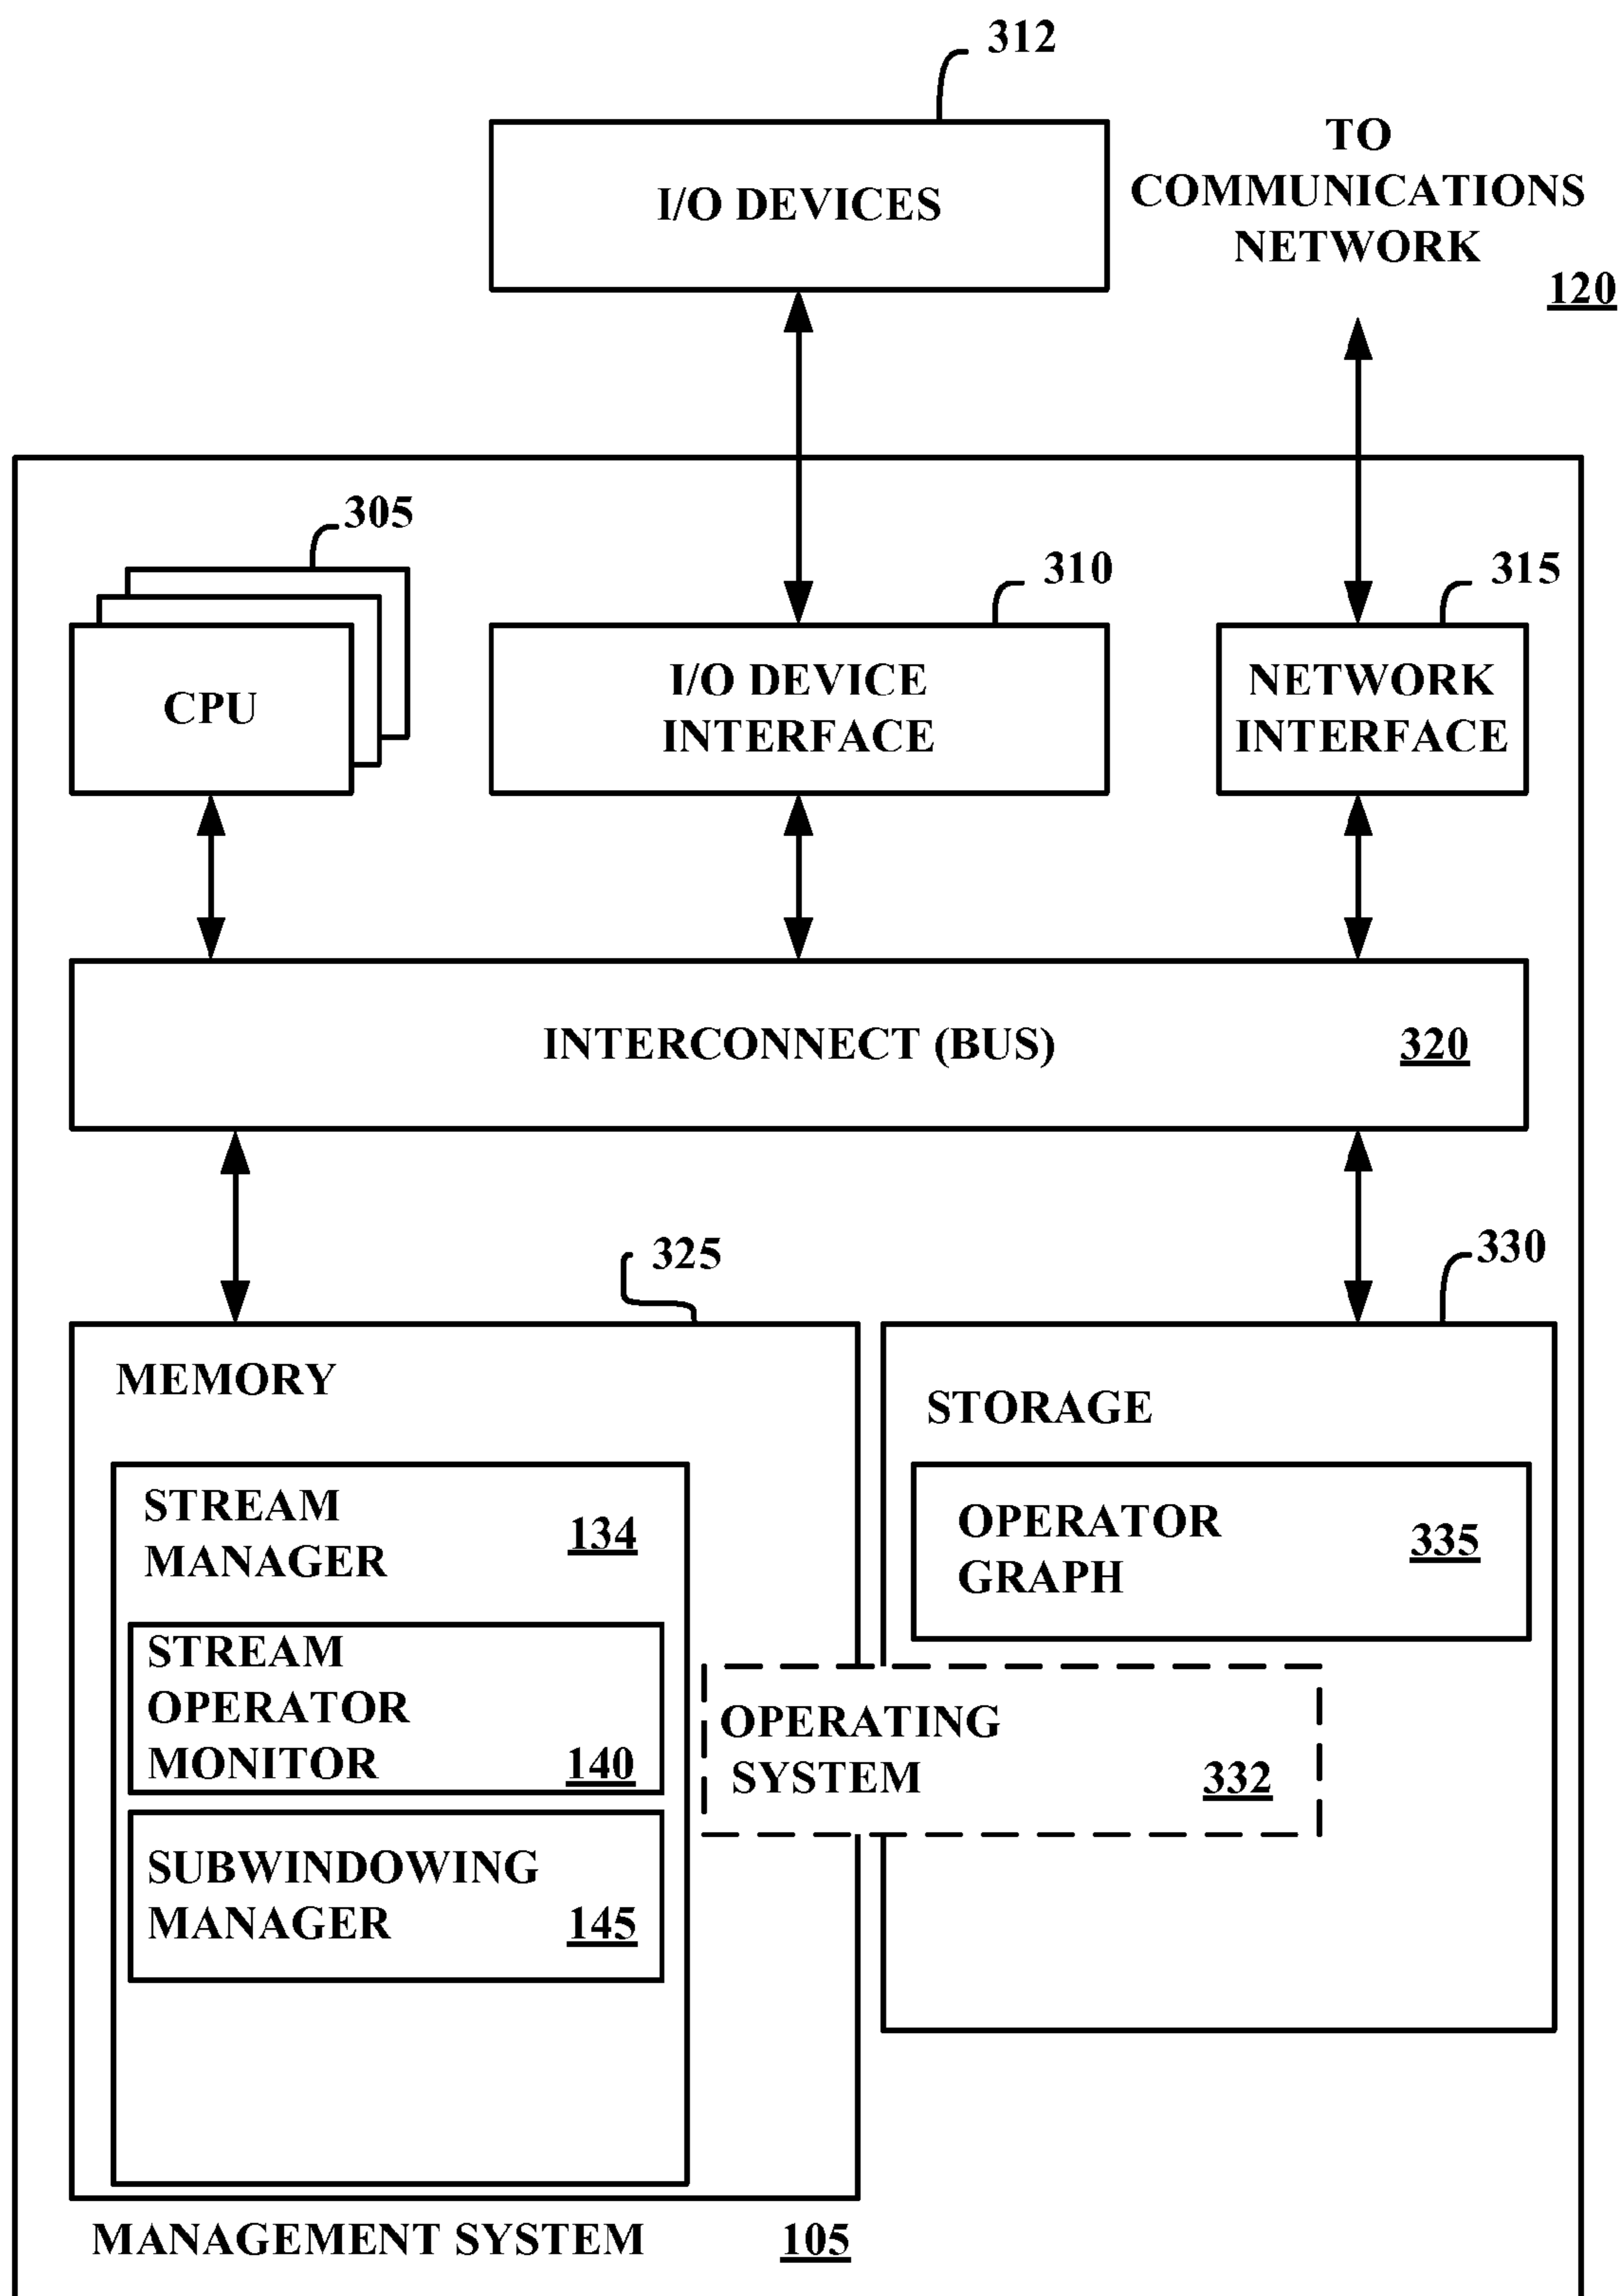 312
I/O DEVICES
TO
COMMUNICATIONS
NETWORK
120
305
CPU
310
I/O DEVICE
INTERFACE
315
NETWORK
INTERFACE
INTERCONNECT (BUS)
320
325
MEMORY
STREAM
MANAGER
134
STREAM
OPERATOR
MONITOR
140
SUBWINDOWING
MANAGER
145
330
STORAGE
OPERATOR
GRAPH
335
OPERATING
SYSTEM
332
MANAGEMENT SYSTEM
105